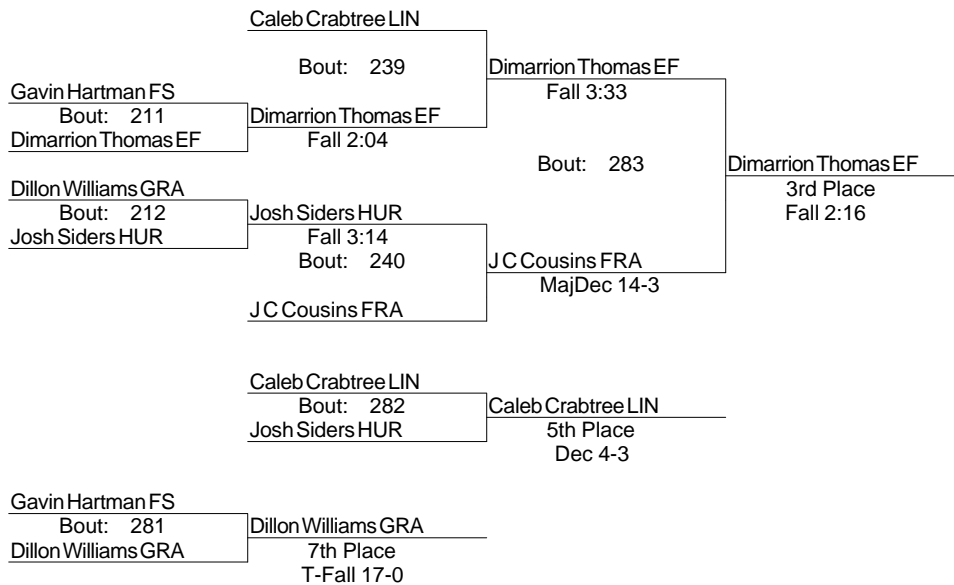 Caleb Crabtree LIN
Bout: 239
Dimarrion Thomas EF
Fall 3:33
Gavin Hartman FS
Bout: 211
Dimarrion Thomas EF
Dimarrion Thomas EF
Fall 2:04
Bout: 283
Dimarrion Thomas EF
3rd Place
Fall 2:16
Dillon Williams GRA
Bout: 212
Josh Siders HUR
Josh Siders HUR
Fall 3:14
Bout: 240
J C Cousins FRA
MajDec 14-3
J C Cousins FRA
Caleb Crabtree LIN
Bout: 282
Josh Siders HUR
Caleb Crabtree LIN
5th Place
Dec 4-3
Gavin Hartman FS
Bout: 281
Dillon Williams GRA
Dillon Williams GRA
7th Place
T-Fall 17-0